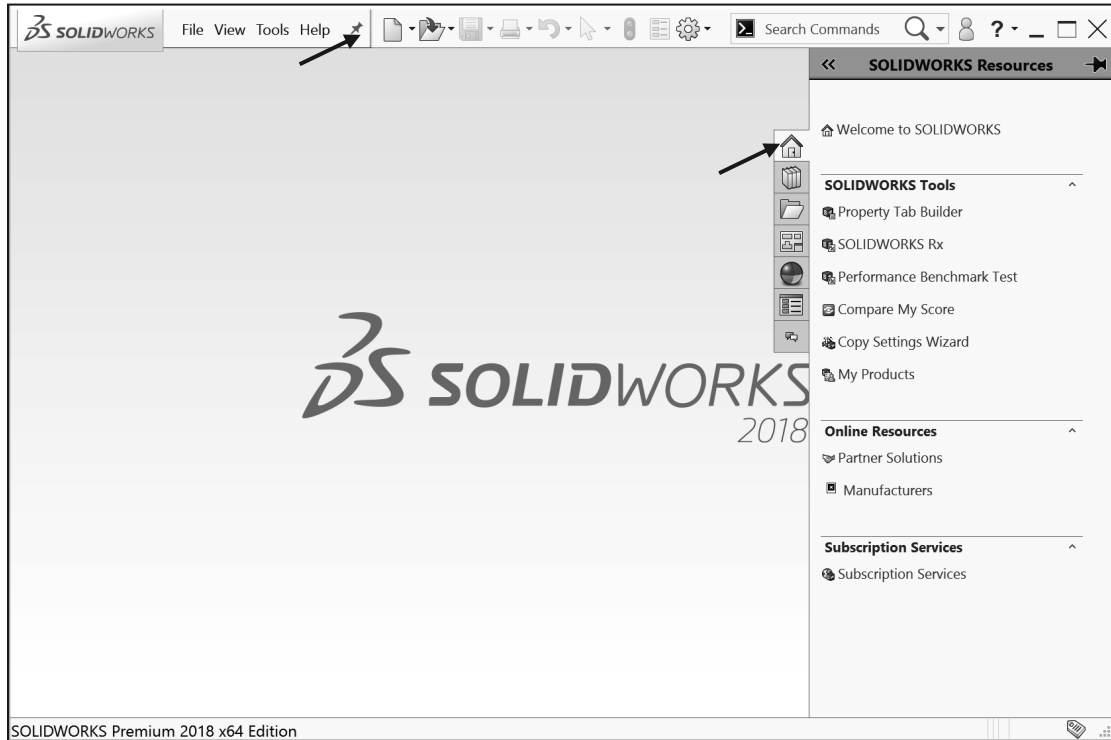 SOLIDWORKS File View Tools Help Search Commands ?
SOLIDWORKS Resources
Welcome to SOLIDWORKS
SOLIDWORKS Tools
Property Tab Builder
SOLIDWORKS Rx
Performance Benchmark Test
Compare My Score
Copy Settings Wizard
My Products
SOLIDWORKS
2018
Online Resources
Partner Solutions
Manufacturers
Subscription Services
Subscription Services
SOLIDWORKS Premium 2018 x64 Edition